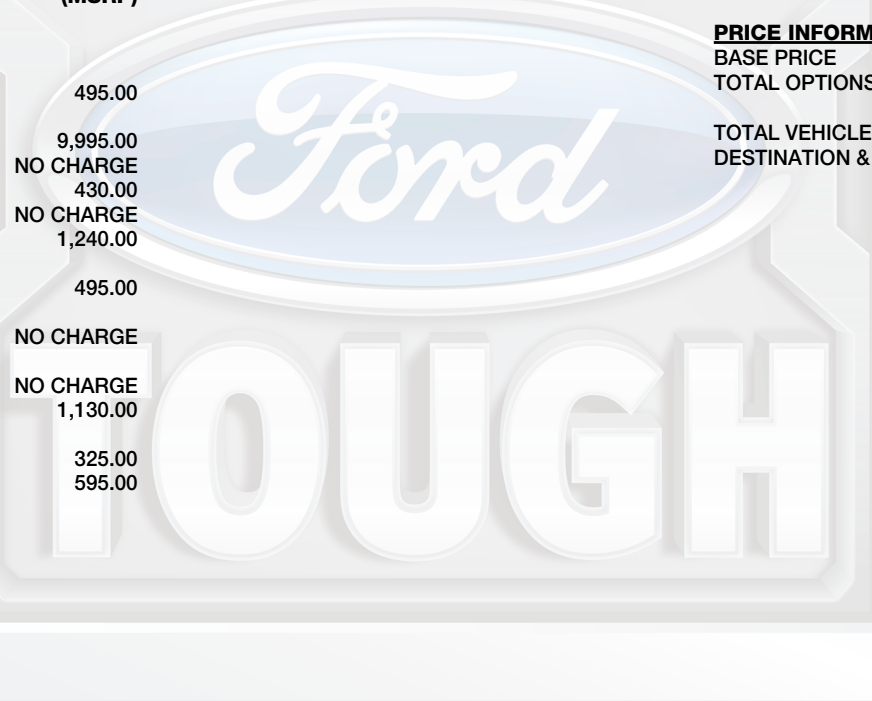 (MSRP)
495.00
9,995.00
NO CHARGE
430.00
NO CHARGE
1,240.00
495.00
NO CHARGE
NO CHARGE
1,130.00
325.00
595.00
PRICE INFORM
BASE PRICE
TOTAL OPTIONS
TOTAL VEHICLE
DESTINATION &
Ford
TOUGH